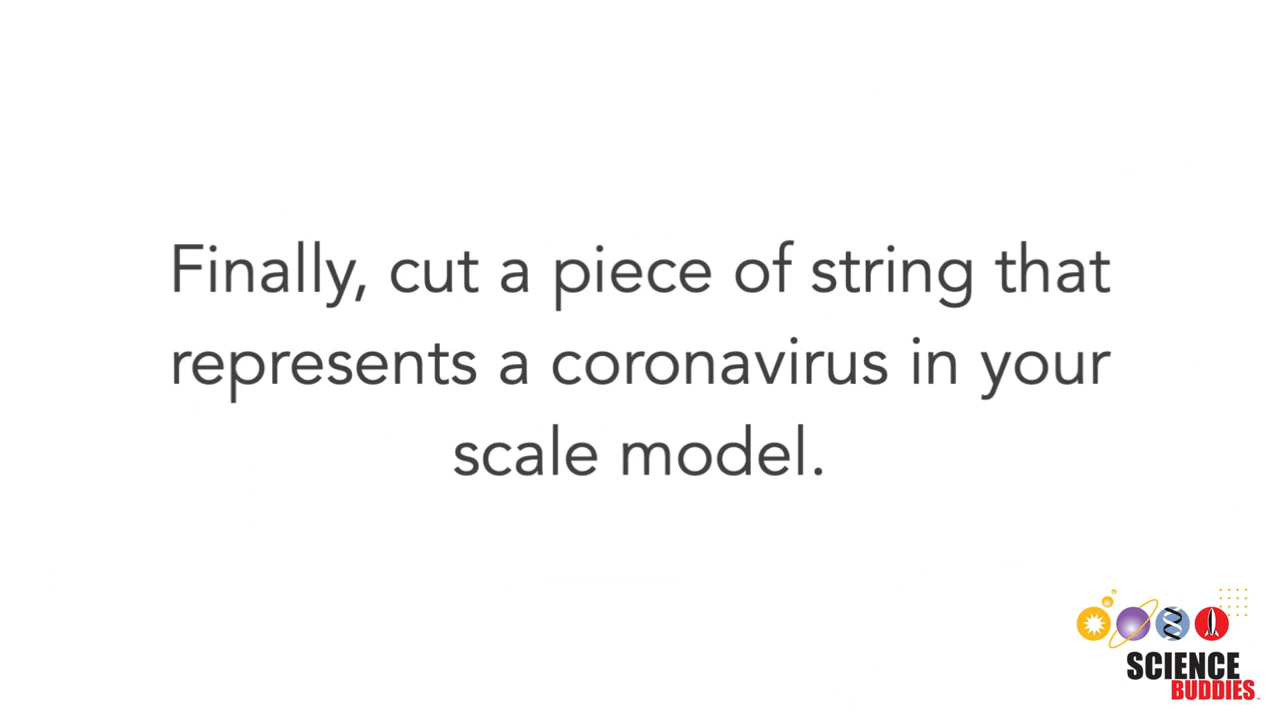 Finally, cut a piece of string that
represents a coronavirus in your
scale model.
SCIENCE
BUDDIES